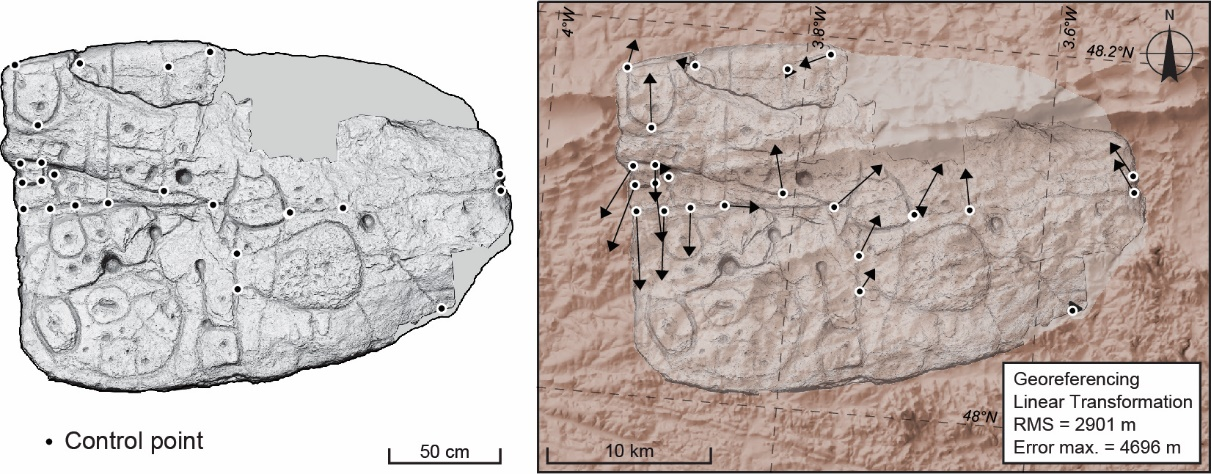 • Control point
50 cm
4°W
3.8°W
3.6°W
48.2°N
N
48°N
10 km
Georeferencing
Linear Transformation
RMS = 2901 m
Error max. = 4696 m